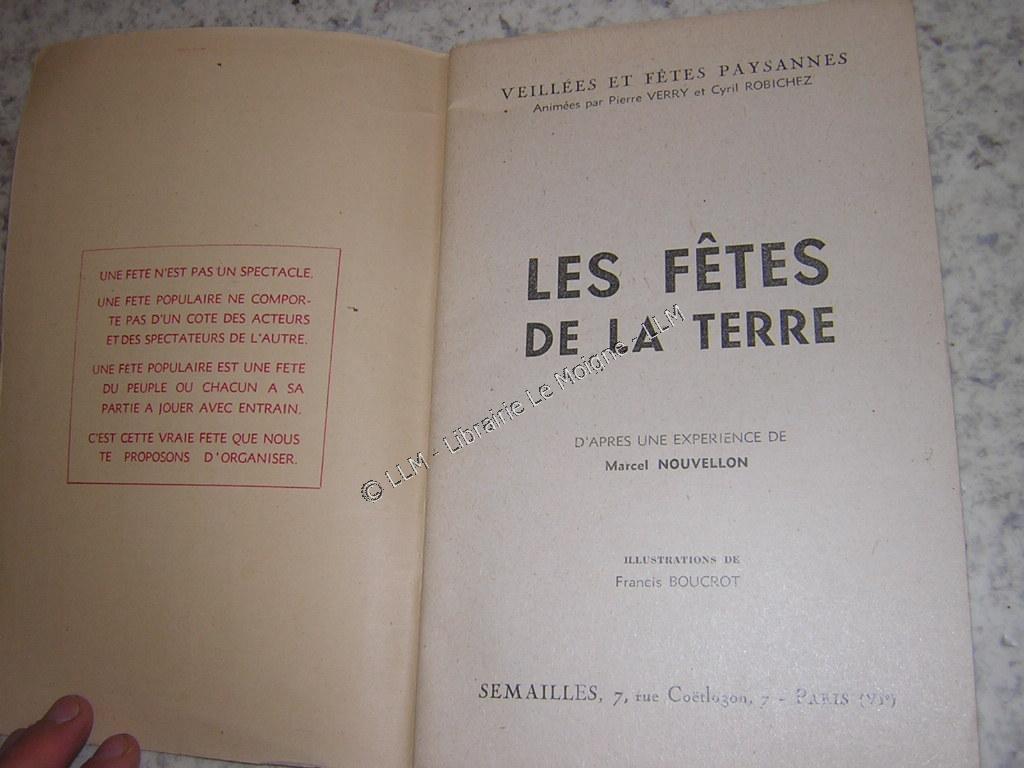 UNE FETE N'EST PAS UN SPECTACLE.
UNE FETE POPULAIRE NE COMPOR-
TE PAS D'UN COTE DES ACTEURS
ET DES SPECTATEURS DE L'AUTRE.
UNE FETE POPULAIRE EST UNE FETE
DU PEUPLE OU CHACUN A SA
PARTIE A JOUER AVEC ENTRAIN.
C'EST CETTE VRAIE FETE QUE NOUS
TE PROPOSONS D'ORGANISER.
VEILLÉES ET FÊTES PAYSANNES
Animées par Pierre VERRY et Cyril ROBICHEZ
LES FÊTES
DE LA TERRE
D'APRES UNE EXPERIENCE DE
Marcel NOUVELLON
ILLUSTRATIONS DE
Francis BOUCROT
SEMAILLES, 7, rue Coëtlogon, 7 - PARIS (VIe)
© LLM - Librairie Le Moigne - LLM